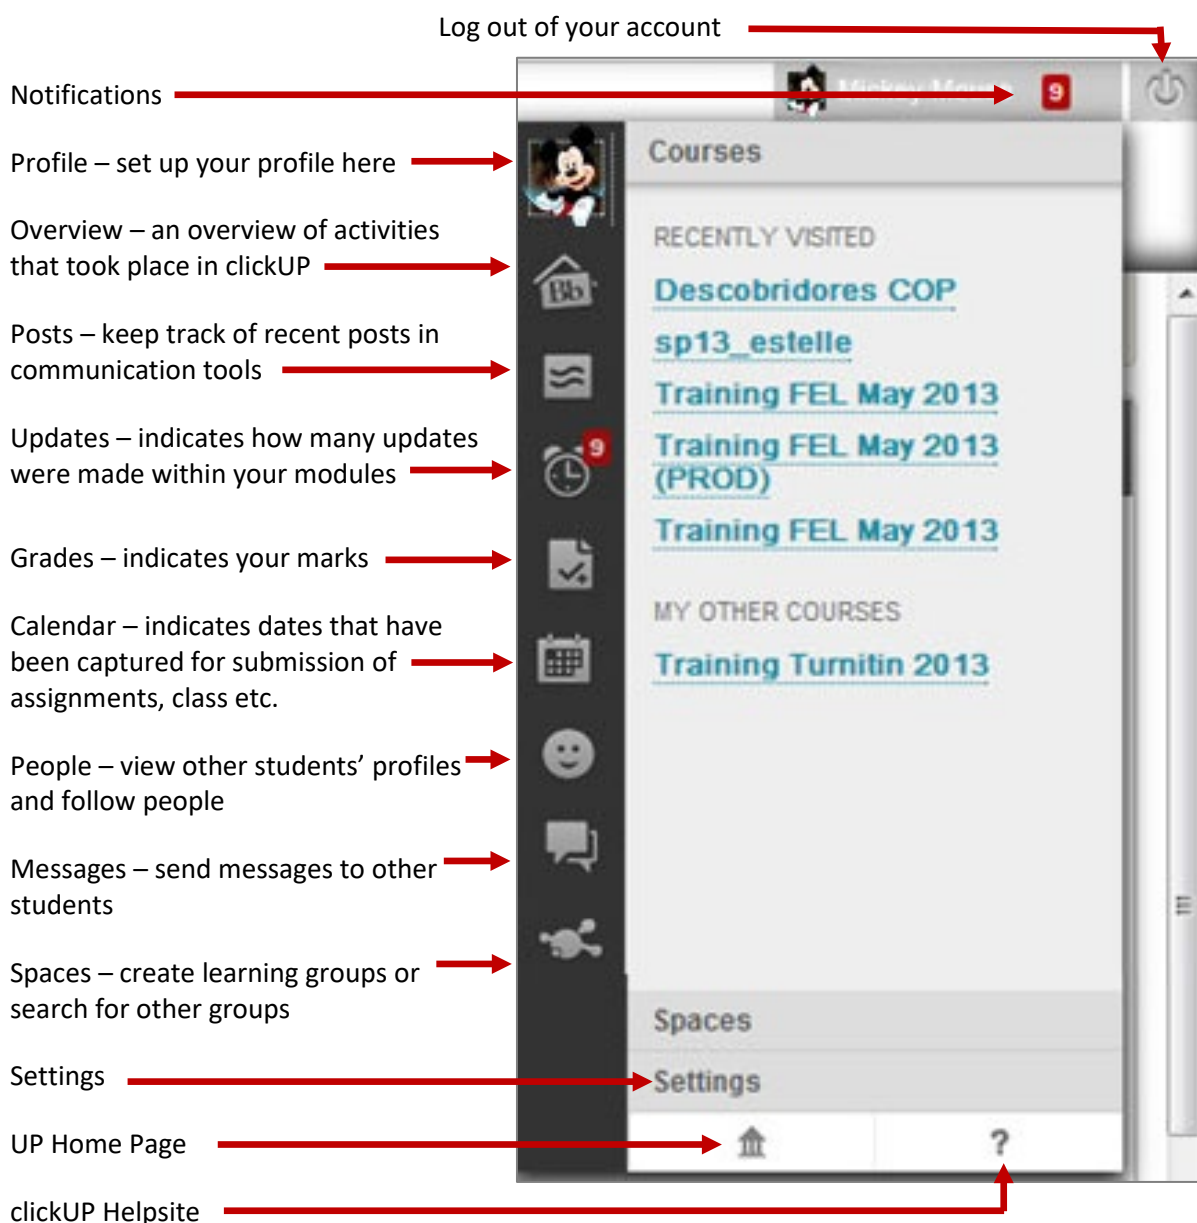 Log out of your account
Notifications
9
Profile – set up your profile here
Courses
Overview – an overview of activities
that took place in clickUP
RECENTLY VISITED
Bb
Descobridores COP
Posts – keep track of recent posts in
communication tools
sp13_estelle
Training FEL May 2013
Updates – indicates how many updates
were made within your modules
9
Training FEL May 2013
(PROD)
Training FEL May 2013
Grades – indicates your marks
Calendar – indicates dates that have
been captured for submission of
assignments, class etc.
MY OTHER COURSES
Training Turnitin 2013
People – view other students’ profiles
and follow people
Messages – send messages to other
students
Spaces – create learning groups or
search for other groups
Spaces
Settings
Settings
UP Home Page
?
clickUP Helpsite